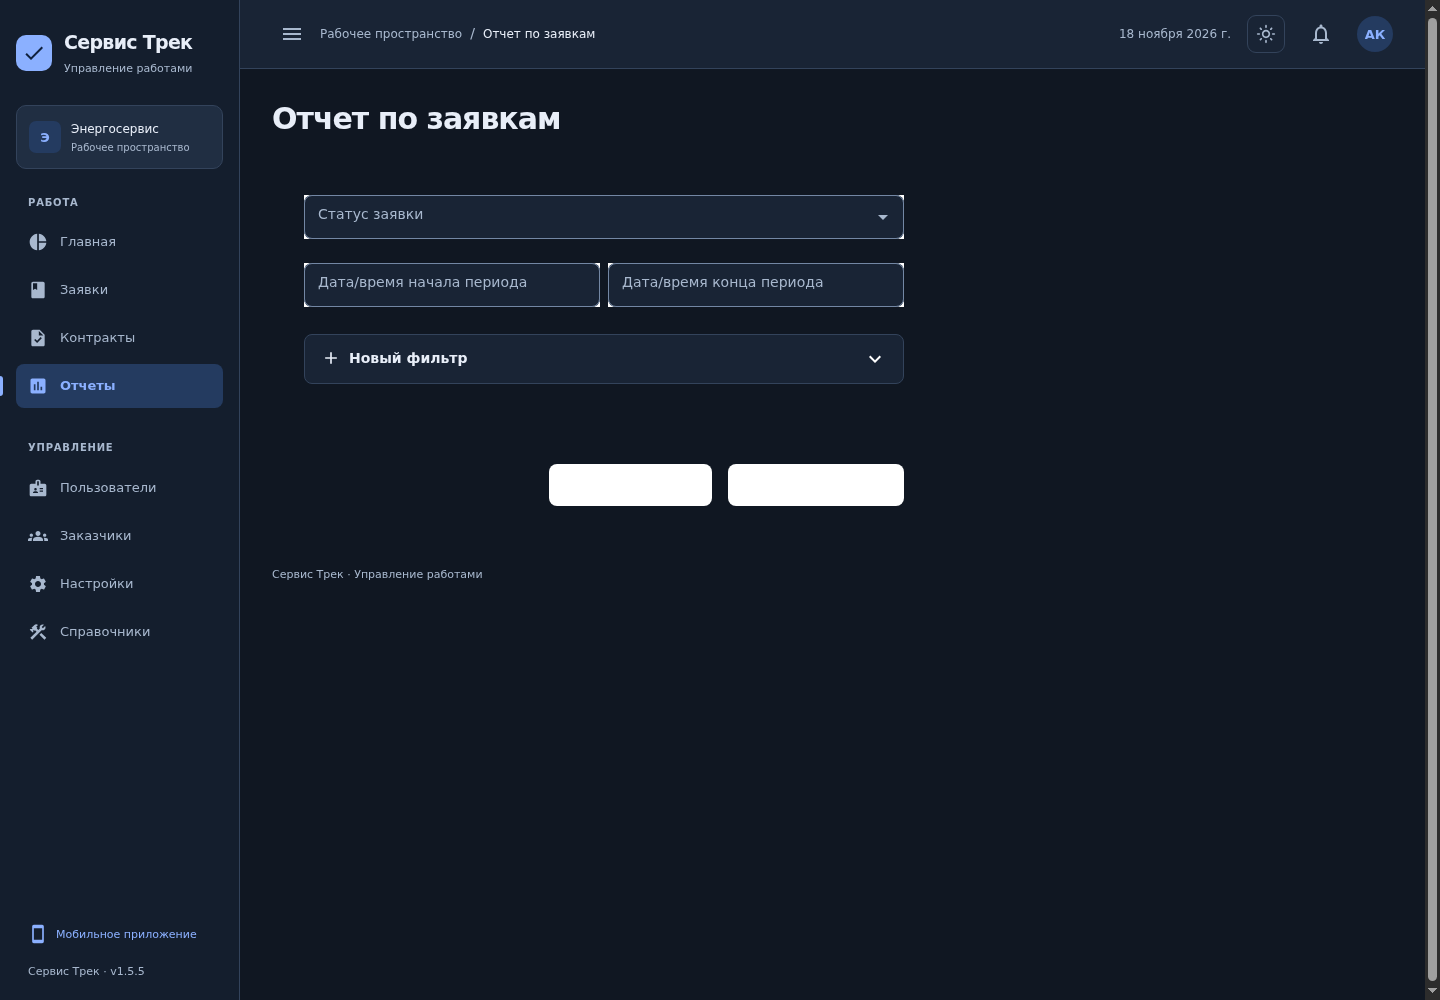 Сервис Трек
Управление работами
Э
Энергосервис
Рабочее пространство
РАБОТА
Главная
Заявки
Контракты
Отчеты
УПРАВЛЕНИЕ
Пользователи
Заказчики
Настройки
Справочники
Мобильное приложение
Сервис Трек · v1.5.5
Рабочее пространство / Отчет по заявкам
18 ноября 2026 г.
АК
Отчет по заявкам
Статус заявки
Дата/время начала периода
Дата/время конца периода
Новый фильтр
Сервис Трек · Управление работами